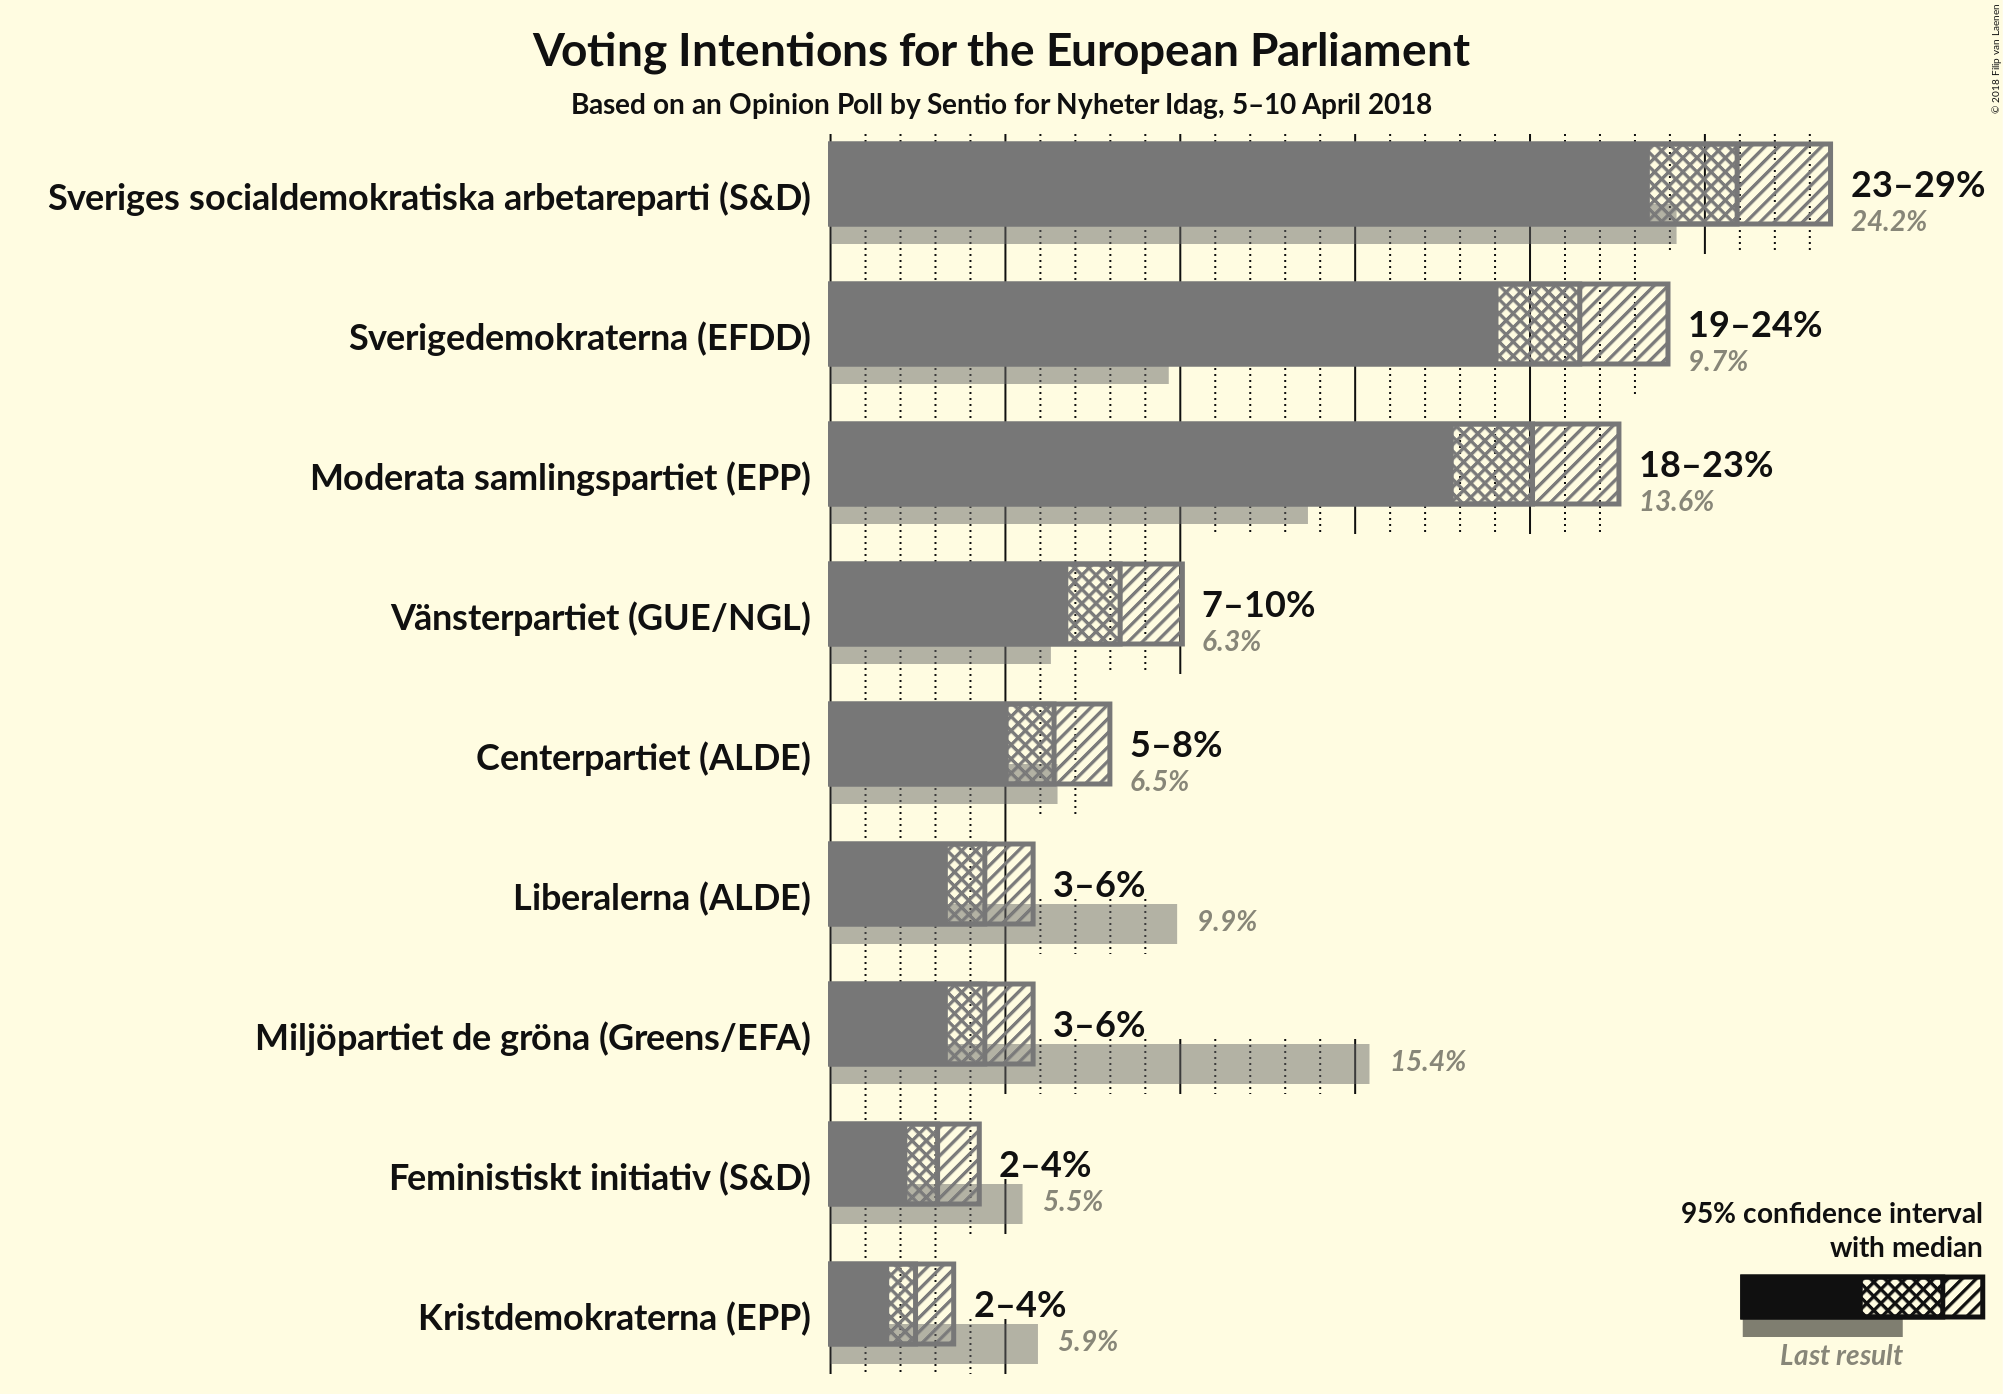 Voting Intentions for the European Parliament
Based on an Opinion Poll by Sentio for Nyheter Idag, 5–10 April 2018
© 2018 Filip van Laenen
Sveriges socialdemokratiska arbetareparti (S&D)
23–29%
24.2%
Sverigedemokraterna (EFDD)
19–24%
9.7%
Moderata samlingspartiet (EPP)
18–23%
13.6%
Vänsterpartiet (GUE/NGL)
7–10%
6.3%
Centerpartiet (ALDE)
5–8%
6.5%
Liberalerna (ALDE)
3–6%
9.9%
Miljöpartiet de gröna (Greens/EFA)
3–6%
15.4%
Feministiskt initiativ (S&D)
2–4%
5.5%
Kristdemokraterna (EPP)
2–4%
5.9%
95% confidence interval
with median
Last result